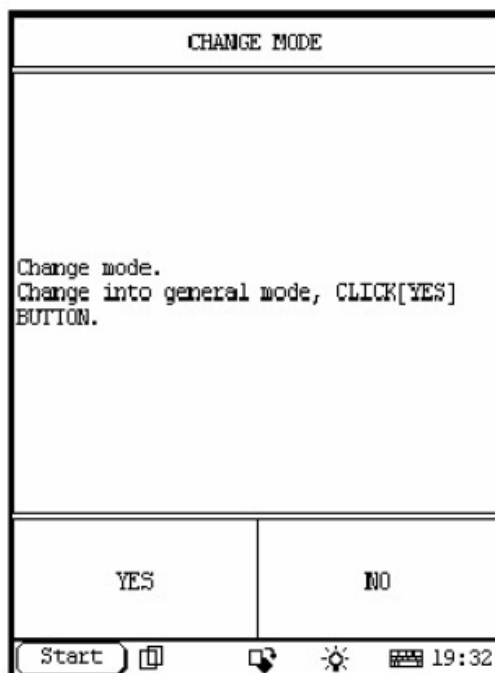 CHANGE MODE
Change mode.
Change into general mode, CLICK[YES]
BUTTON.
YES NO
Start 19:32